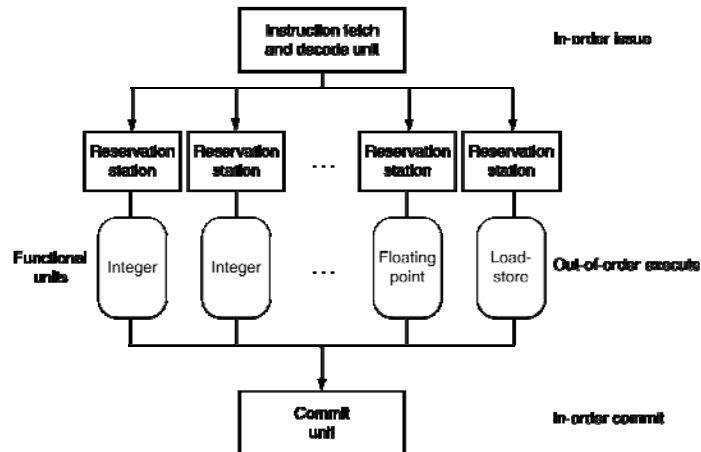 Instruction fetch
and decode unit
In-order issue
Reservation
station
Reservation
station
...
Reservation
station
Reservation
station
Functional
units
Integer
Integer
...
Floating
point
Load-
store
Out-of-order execute
Commit
unit
In-order commit